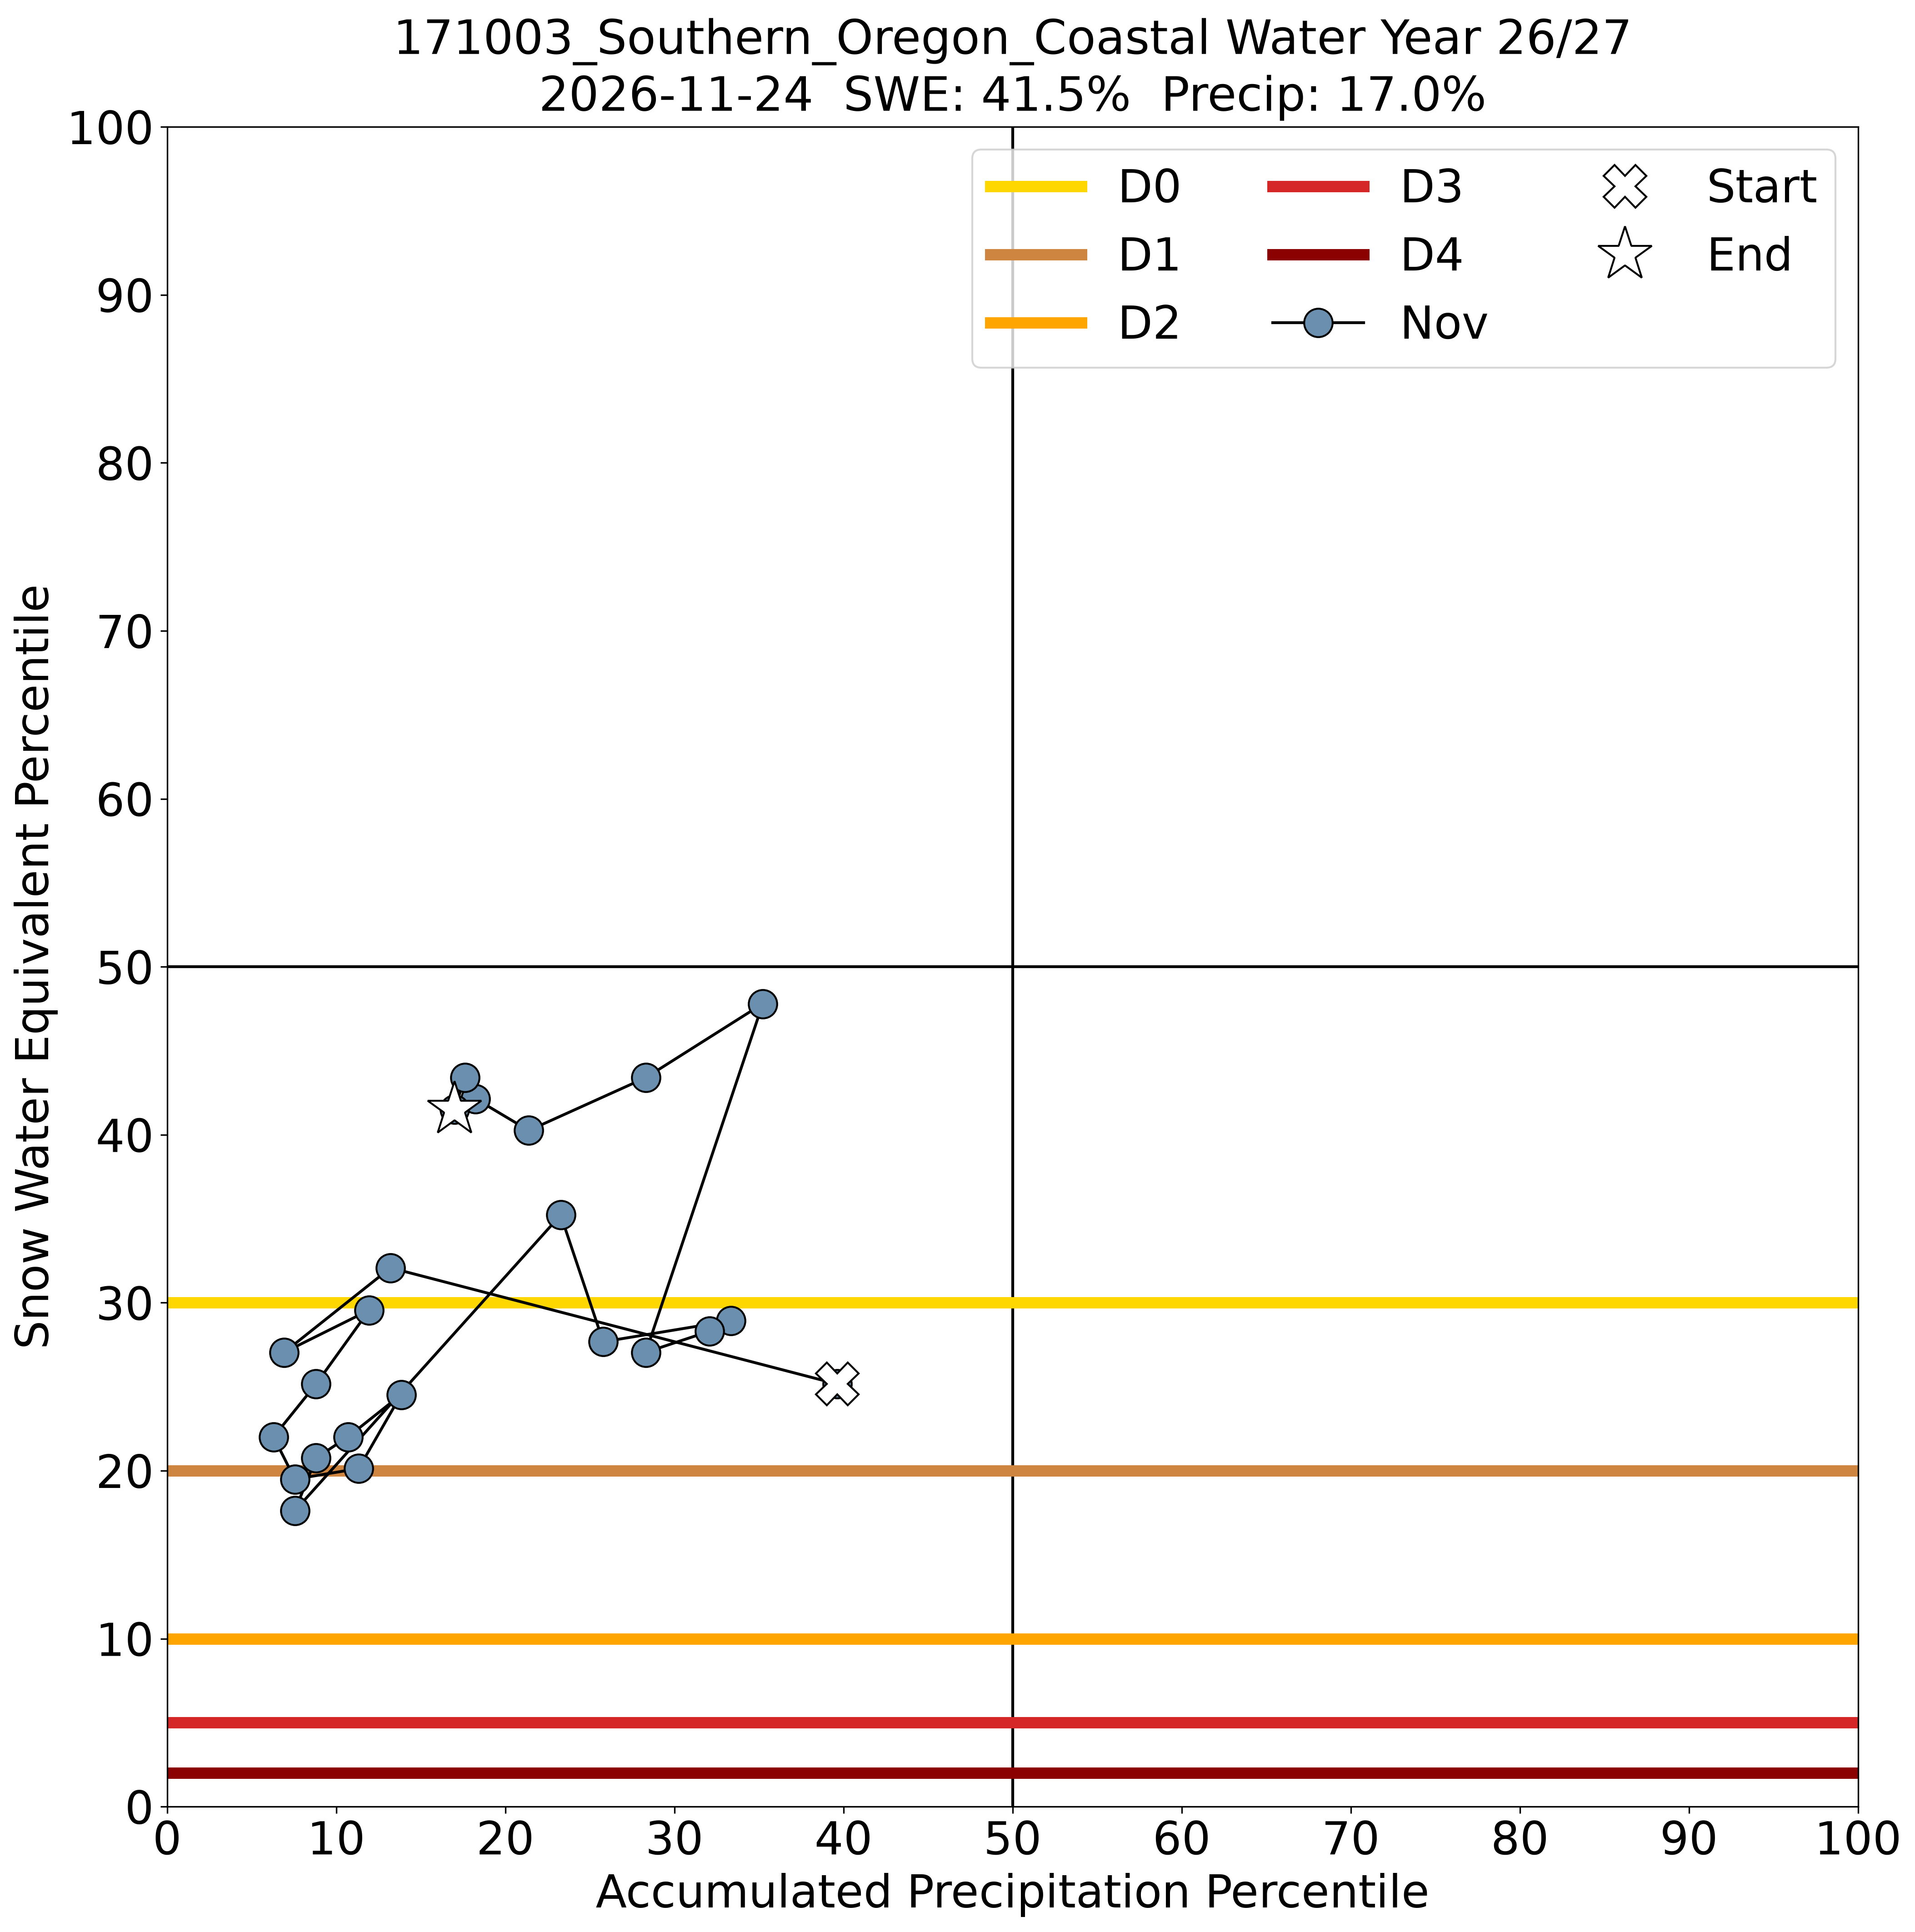 171003_Southern_Oregon_Coastal Water Year 26/27
2026-11-24  SWE: 41.5%  Precip: 17.0%
D0
D1
D2
D3
D4
Nov
Start
End
Snow Water Equivalent Percentile
100
90
80
70
60
50
40
30
20
10
0
0 10 20 30 40 50 60 70 80 90 100
Accumulated Precipitation Percentile